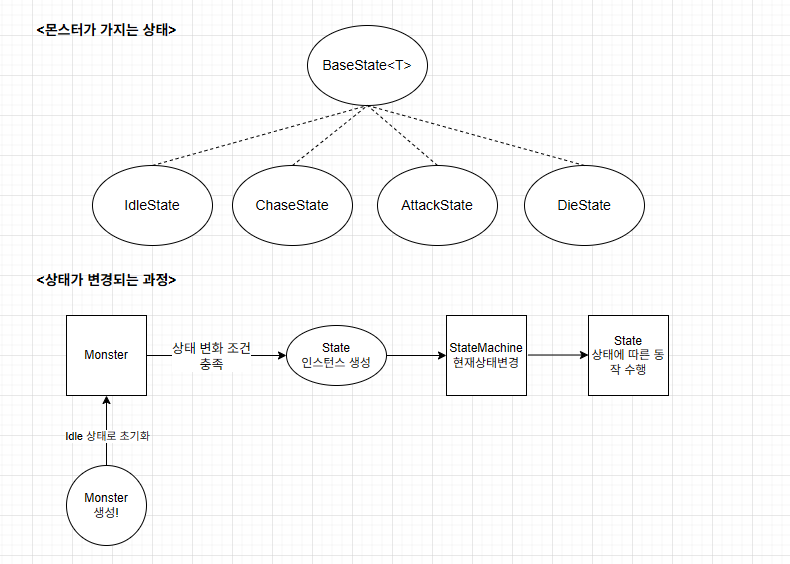 <몬스터가 가지는 상태>
BaseState<T>
IdleState
ChaseState
AttackState
DieState
<상태가 변경되는 과정>
Monster
상태 변화 조건
충족
State
인스턴스 생성
StateMachine
현재상태변경
State
상태에 따른 동
작 수행
Idle 상태로 초기화
Monster
생성!